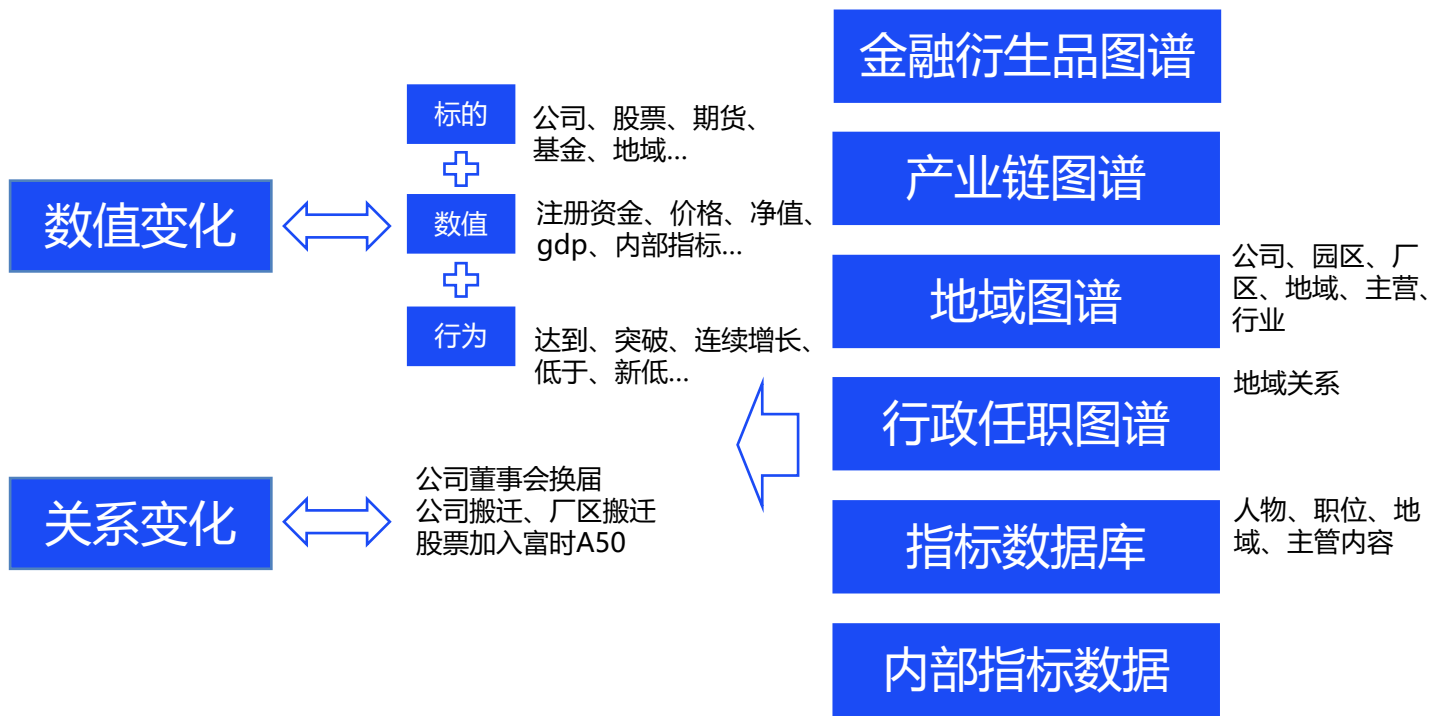 数值变化
标的
公司、股票、期货、
基金、地域...
数值
注册资金、价格、净值、
gdp、内部指标...
行为
达到、突破、连续增长、
低于、新低...
关系变化
公司董事会换届
公司搬迁、厂区搬迁
股票加入富时A50
金融衍生品图谱
产业链图谱
地域图谱
公司、园区、厂
区、地域、主营、
行业
行政任职图谱
地域关系
指标数据库
人物、职位、地
域、主管内容
内部指标数据